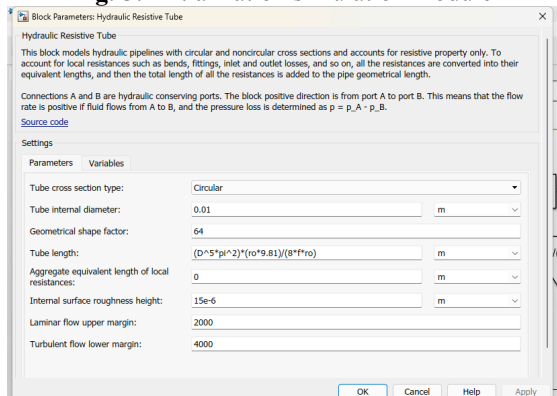 Block Parameters: Hydraulic Resistive Tube
Hydraulic Resistive Tube
This block models hydraulic pipelines with circular and noncircular cross sections and accounts for resistive property only. To
account for local resistances such as bends, fittings, inlet and outlet losses, and so on, all the resistances are converted into their
equivalent lengths, and then the total length of all the resistances is added to the pipe geometrical length.
Connections A and B are hydraulic conserving ports. The block positive direction is from port A to port B. This means that the flow
rate is positive if fluid flows from A to B, and the pressure loss is determined as p = p_A - p_B.
Source code
Settings
Parameters Variables
Tube cross section type: Circular
Tube internal diameter: 0.01 m
Geometrical shape factor: 64
Tube length: (D^5*pi^2)*(ro*9.81)/(8*f*ro) m
Aggregate equivalent length of local
resistances: 0 m
Internal surface roughness height: 15e-6 m
Laminar flow upper margin: 2000
Turbulent flow lower margin: 4000
OK Cancel Help Apply